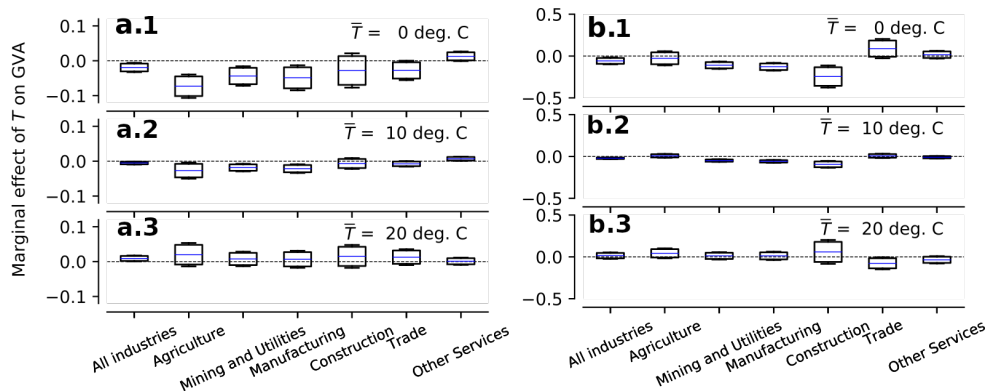 Marginal effect of T on GVA
a.1
T̅ = 0 deg. C
0.1
0.0
−0.1
a.2
T̅ = 10 deg. C
0.1
0.0
−0.1
a.3
T̅ = 20 deg. C
0.1
0.0
−0.1
All industries
Agriculture
Mining and Utilities
Manufacturing
Construction
Trade
Other Services
b.1
T̅ = 0 deg. C
0.5
0.0
−0.5
b.2
T̅ = 10 deg. C
0.5
0.0
−0.5
b.3
T̅ = 20 deg. C
0.5
0.0
−0.5
All industries
Agriculture
Mining and Utilities
Manufacturing
Construction
Trade
Other Services